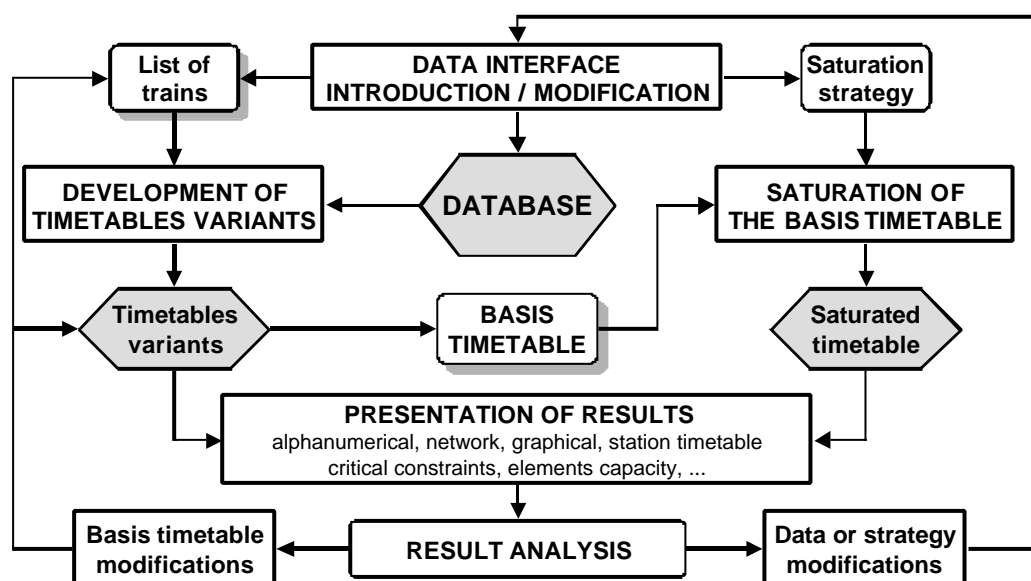 List of
trains
DATA INTERFACE
INTRODUCTION / MODIFICATION
Saturation
strategy
DEVELOPMENT OF
TIMETABLES VARIANTS
DATABASE
SATURATION OF
THE BASIS TIMETABLE
Timetables
variants
BASIS
TIMETABLE
Saturated
timetable
PRESENTATION OF RESULTS
alphanumerical, network, graphical, station timetable
critical constraints, elements capacity, ...
Basis timetable
modifications
RESULT ANALYSIS
Data or strategy
modifications